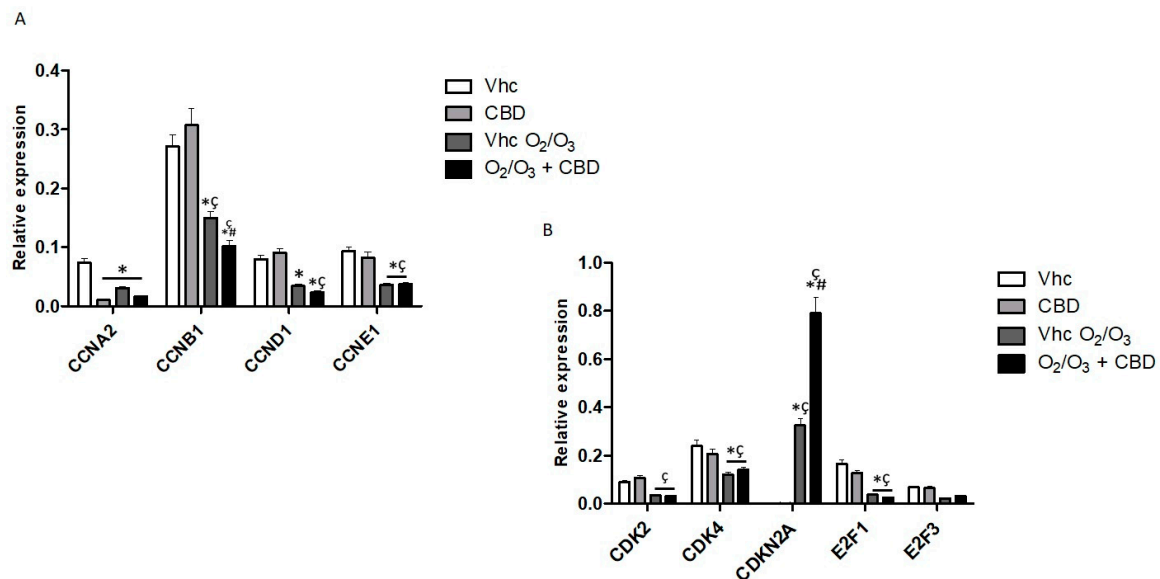 A
Relative expression
0.4
0.3
0.2
0.1
0.0
*
*ç
ç
*#
*
*ç
*ç
CCNA2
CCNB1
CCND1
CCNE1
Vhc
CBD
Vhc O₂/O₃
O₂/O₃ + CBD
B
Relative expression
1.0
0.8
0.6
0.4
0.2
0.0
ç
*ç
*ç
ç
*#
*ç
CDK2
CDK4
CDKN2A
E2F1
E2F3
Vhc
CBD
Vhc O₂/O₃
O₂/O₃ + CBD